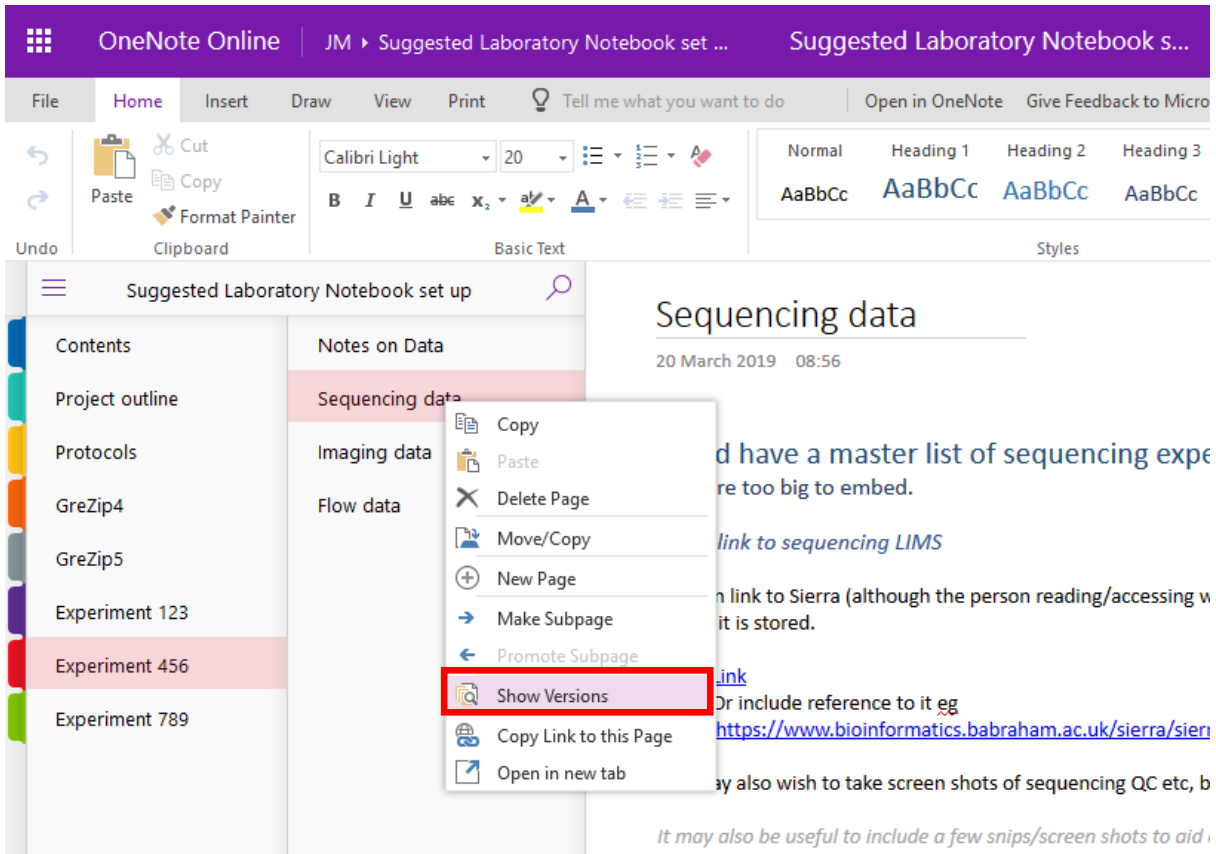 OneNote Online JM ▸ Suggested Laboratory Notebook set ... Suggested Laboratory Notebook s...
File Home Insert Draw View Print Tell me what you want to do Open in OneNote Give Feedback to Micro
Cut
Calibri Light 20
Normal Heading 1 Heading 2 Heading 3
Copy
Paste
B I U abc x₂ A
AaBbCc AaBbCc AaBbCc AaBbCc
Format Painter
Undo Clipboard Basic Text Styles
Suggested Laboratory Notebook set up
Contents
Project outline
Protocols
GreZip4
GreZip5
Experiment 123
Experiment 456
Experiment 789
Notes on Data
Sequencing data
Imaging data
Flow data
Copy
Paste
Delete Page
Move/Copy
New Page
Make Subpage
Promote Subpage
Show Versions
Copy Link to this Page
Open in new tab
Sequencing data
20 March 2019 08:56
d have a master list of sequencing expe
re too big to embed.
link to sequencing LIMS
n link to Sierra (although the person reading/accessing w
it is stored.
ink
Or include reference to it eg
https://www.bioinformatics.babraham.ac.uk/sierra/sierr
ay also wish to take screen shots of sequencing QC etc, b
It may also be useful to include a few snips/screen shots to aid